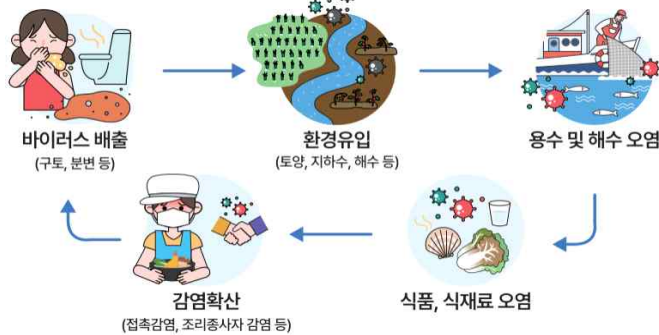 바이러스 배출
(구토, 분변 등)
환경유입
(토양, 지하수, 해수 등)
용수 및 해수 오염
감염확산
(접촉감염, 조리종사자 감염 등)
식품, 식재료 오염